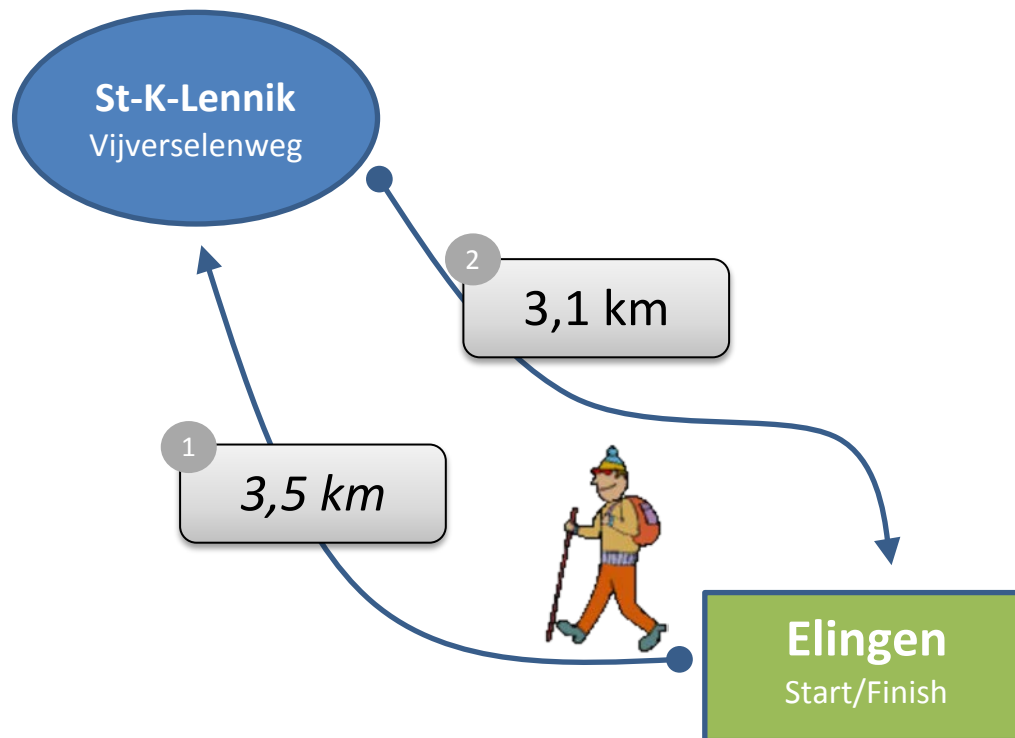 St-K-Lennik
Vijverselenweg
2
3,1 km
1
3,5 km
Elingen
Start/Finish